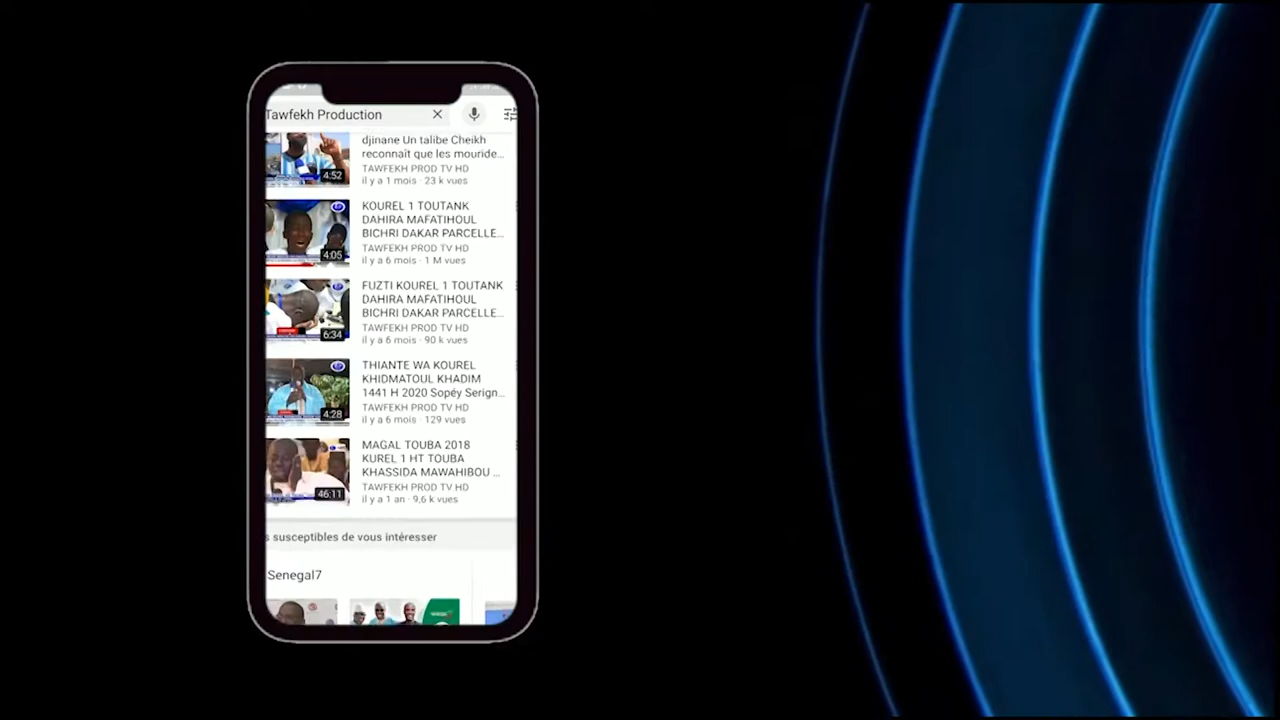 Tawfekh Production
djinane Un talibe Cheikh
reconnaît que les mouride...
TAWFEKH PROD TV HD
il y a 1 mois · 23 k vues
4:52
KOUREL 1 TOUTANK
DAHIRA MAFATIHOUL
BICHRI DAKAR PARCELLE...
TAWFEKH PROD TV HD
il y a 6 mois · 1 M vues
4:05
FUZTI KOUREL 1 TOUTANK
DAHIRA MAFATIHOUL
BICHRI DAKAR PARCELLE...
TAWFEKH PROD TV HD
il y a 6 mois · 90 k vues
6:34
THIANTE WA KOUREL
KHIDMATOUL KHADIM
1441 H 2020 Sopéy Serign...
TAWFEKH PROD TV HD
il y a 6 mois · 129 vues
4:28
MAGAL TOUBA 2018
KUREL 1 HT TOUBA
KHASSIDA MAWAHIBOU ...
TAWFEKH PROD TV HD
il y a 1 an · 9,6 k vues
46:11
s susceptibles de vous intéresser
Senegal7